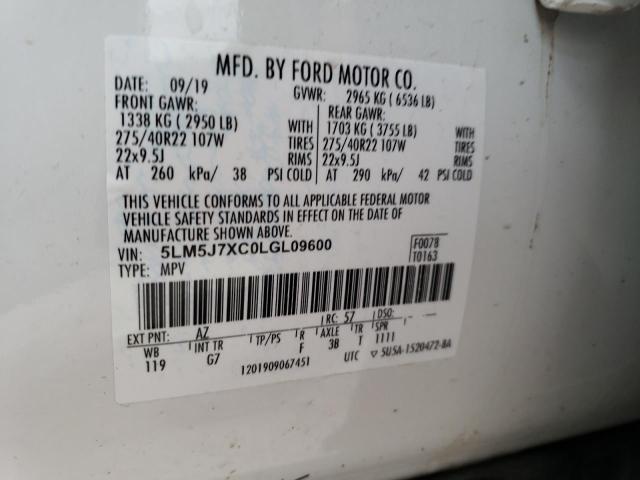 MFD. BY FORD MOTOR CO.
DATE: 09/19 GVWR: 2965 KG ( 6536 LB)
FRONT GAWR: REAR GAWR:
1338 KG ( 2950 LB) WITH 1703 KG ( 3755 LB) WITH
275/40R22 107W TIRES 275/40R22 107W TIRES
22x9.5J RIMS 22x9.5J RIMS
AT 260 kPa/ 38 PSI COLD AT 290 kPa/ 42 PSI COLD
THIS VEHICLE CONFORMS TO ALL APPLICABLE FEDERAL MOTOR
VEHICLE SAFETY STANDARDS IN EFFECT ON THE DATE OF
MANUFACTURE SHOWN ABOVE.
VIN: 5LM5J7XC0LGL09600 F0078
TYPE: MPV T0163
EXT PNT: AZ RC: 57 DSO:
WB INT TR TP/PS R AXLE TR SPR
119 G7 F 3B T 1111
1201909067451 UTC ▽ 5USA-1520472-BA